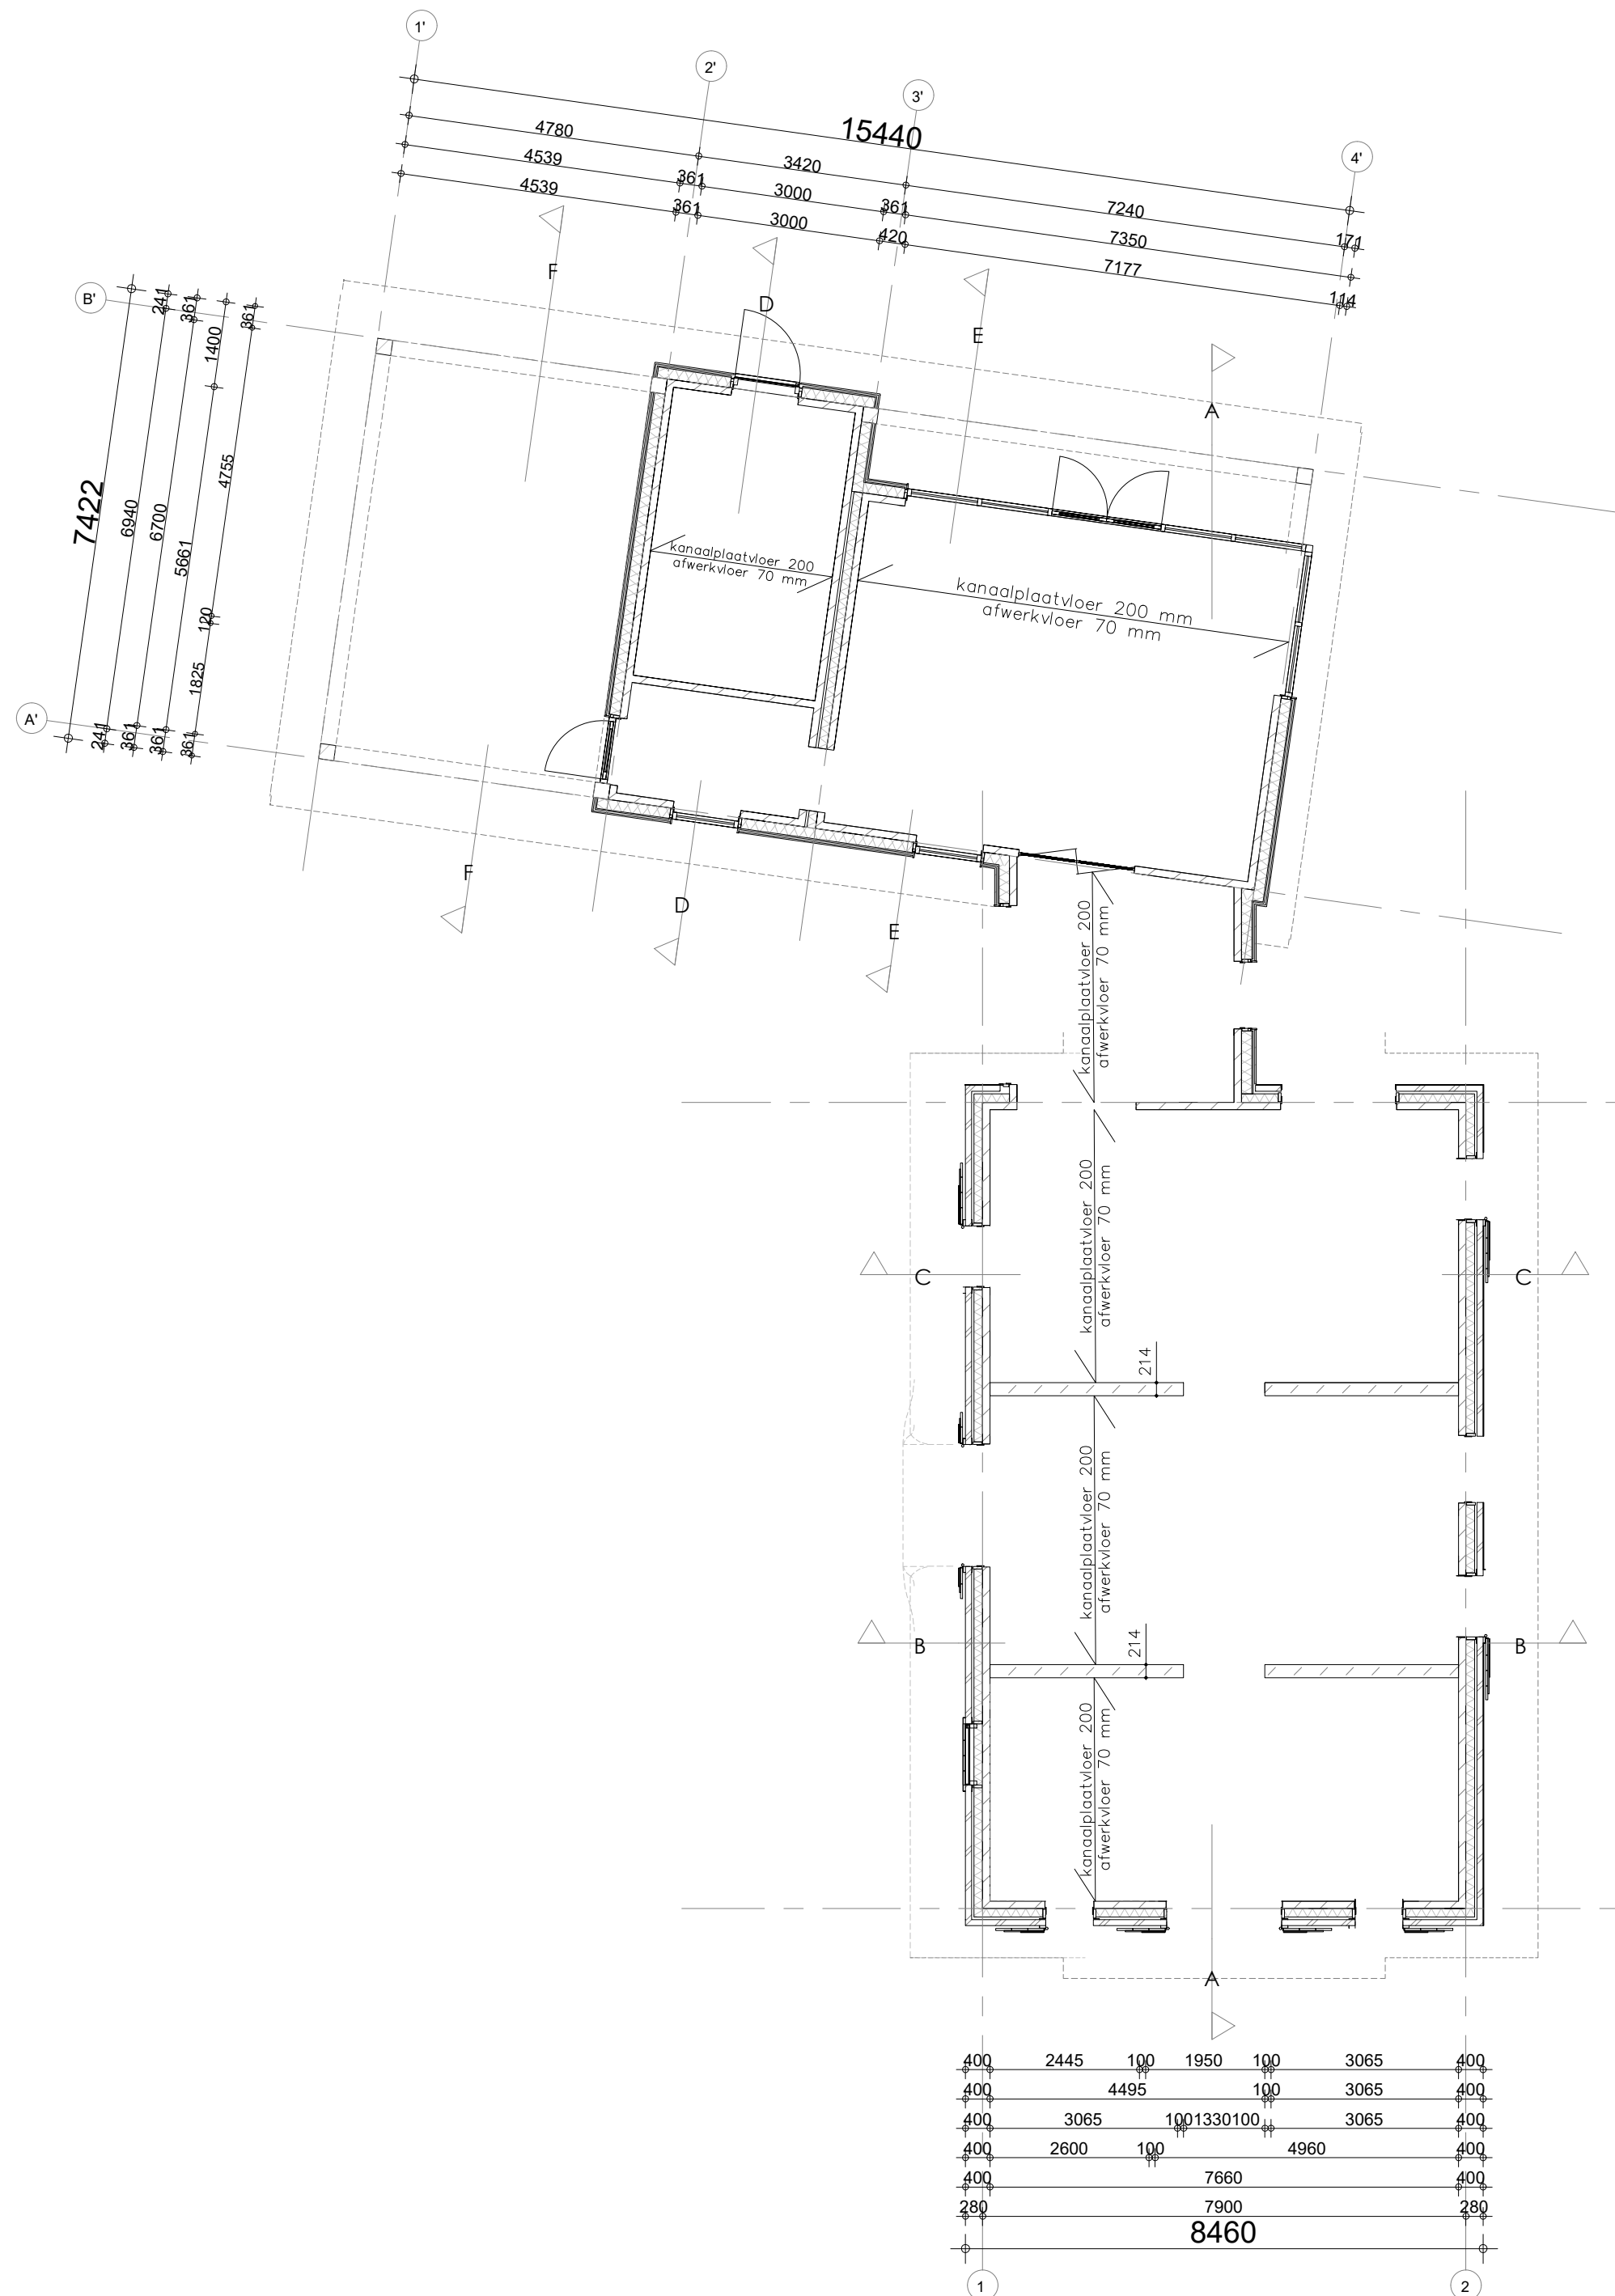 1'
2'
3'
4'
15440
4780
3420
7240
171
4539
361
3000
361
7350
4539
361
3000
420
7177
114
F
D
E
A
B'
A'
7422
241
6940
241
361
6700
361
1400
5661
120
361
361
4755
1825
361
kanaalplaatvloer 200
afwerkvloer 70 mm
kanaalplaatvloer 200 mm
afwerkvloer 70 mm
F
D
E
kanaalplaatvloer 200
afwerkvloer 70 mm
kanaalplaatvloer 200
afwerkvloer 70 mm
C
C
214
kanaalplaatvloer 200
afwerkvloer 70 mm
B
B
214
kanaalplaatvloer 200
afwerkvloer 70 mm
A
400 2445 100 1950 100 3065 400
400 4495 100 3065 400
400 3065 100 1330 100 3065 400
400 2600 100 4960 400
400 7660 400
280 7900 280
8460
1
2